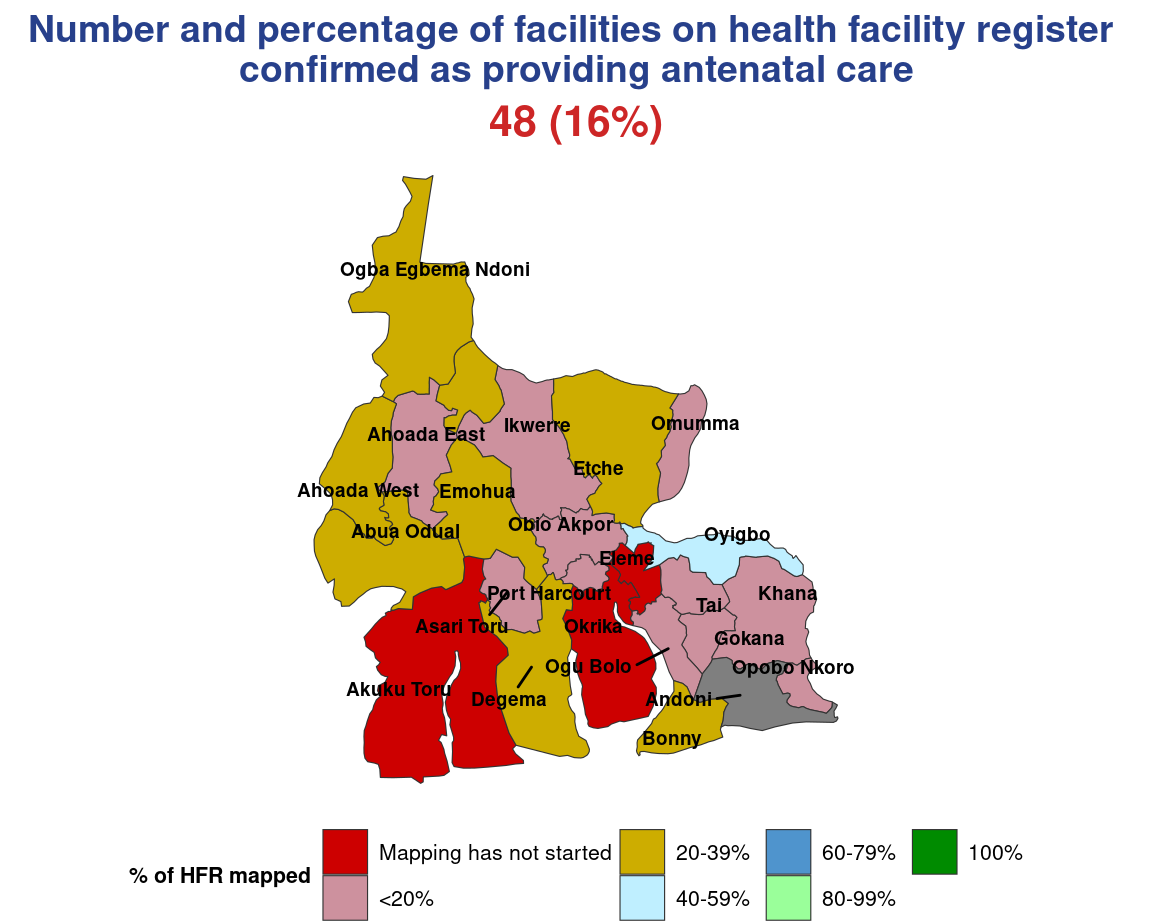 Number and percentage of facilities on health facility register
confirmed as providing antenatal care
48 (16%)
Ogba Egbema Ndoni
Ikwerre
Omumma
Ahoada East
Etche
Ahoada West
Emohua
Obio Akpor
Abua Odual
Oyigbo
Eleme
Port Harcourt
Khana
Tai
Asari Toru
Okrika
Gokana
Ogu Bolo
Opobo Nkoro
Akuku Toru
Degema
Andoni
Bonny
% of HFR mapped
Mapping has not started
<20%
20-39%
40-59%
60-79%
80-99%
100%